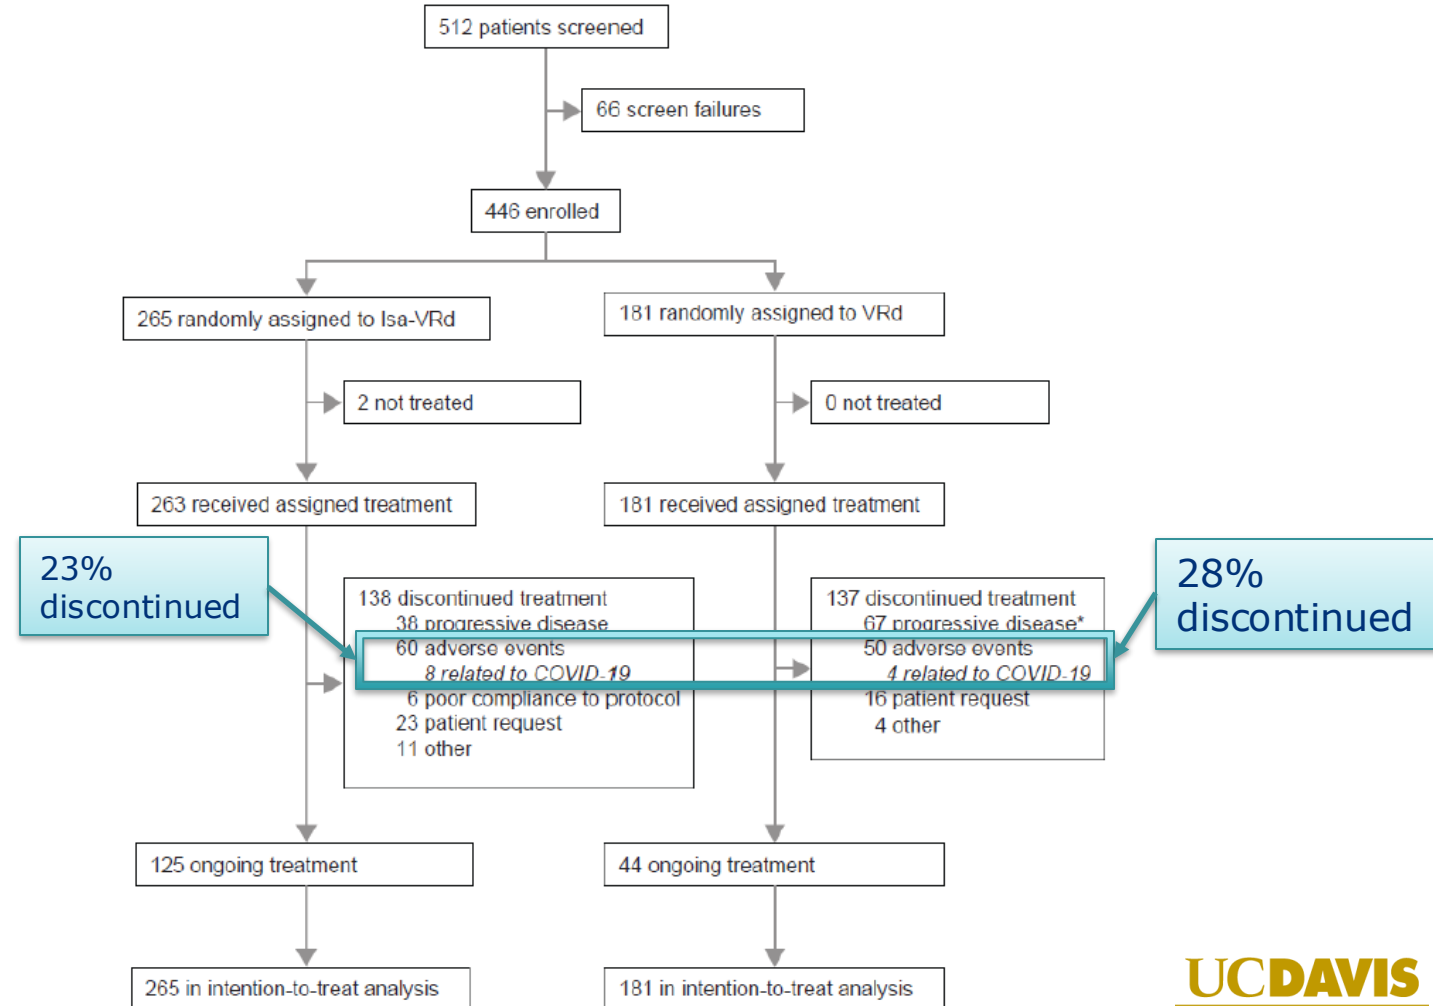 512 patients screened
66 screen failures
446 enrolled
265 randomly assigned to Isa-VRd
181 randomly assigned to VRd
2 not treated
0 not treated
263 received assigned treatment
181 received assigned treatment
23%
discontinued
138 discontinued treatment
38 progressive disease
60 adverse events
8 related to COVID-19
6 poor compliance to protocol
23 patient request
11 other
137 discontinued treatment
67 progressive disease*
50 adverse events
4 related to COVID-19
16 patient request
4 other
28%
discontinued
125 ongoing treatment
44 ongoing treatment
265 in intention-to-treat analysis
181 in intention-to-treat analysis
UCDAVIS